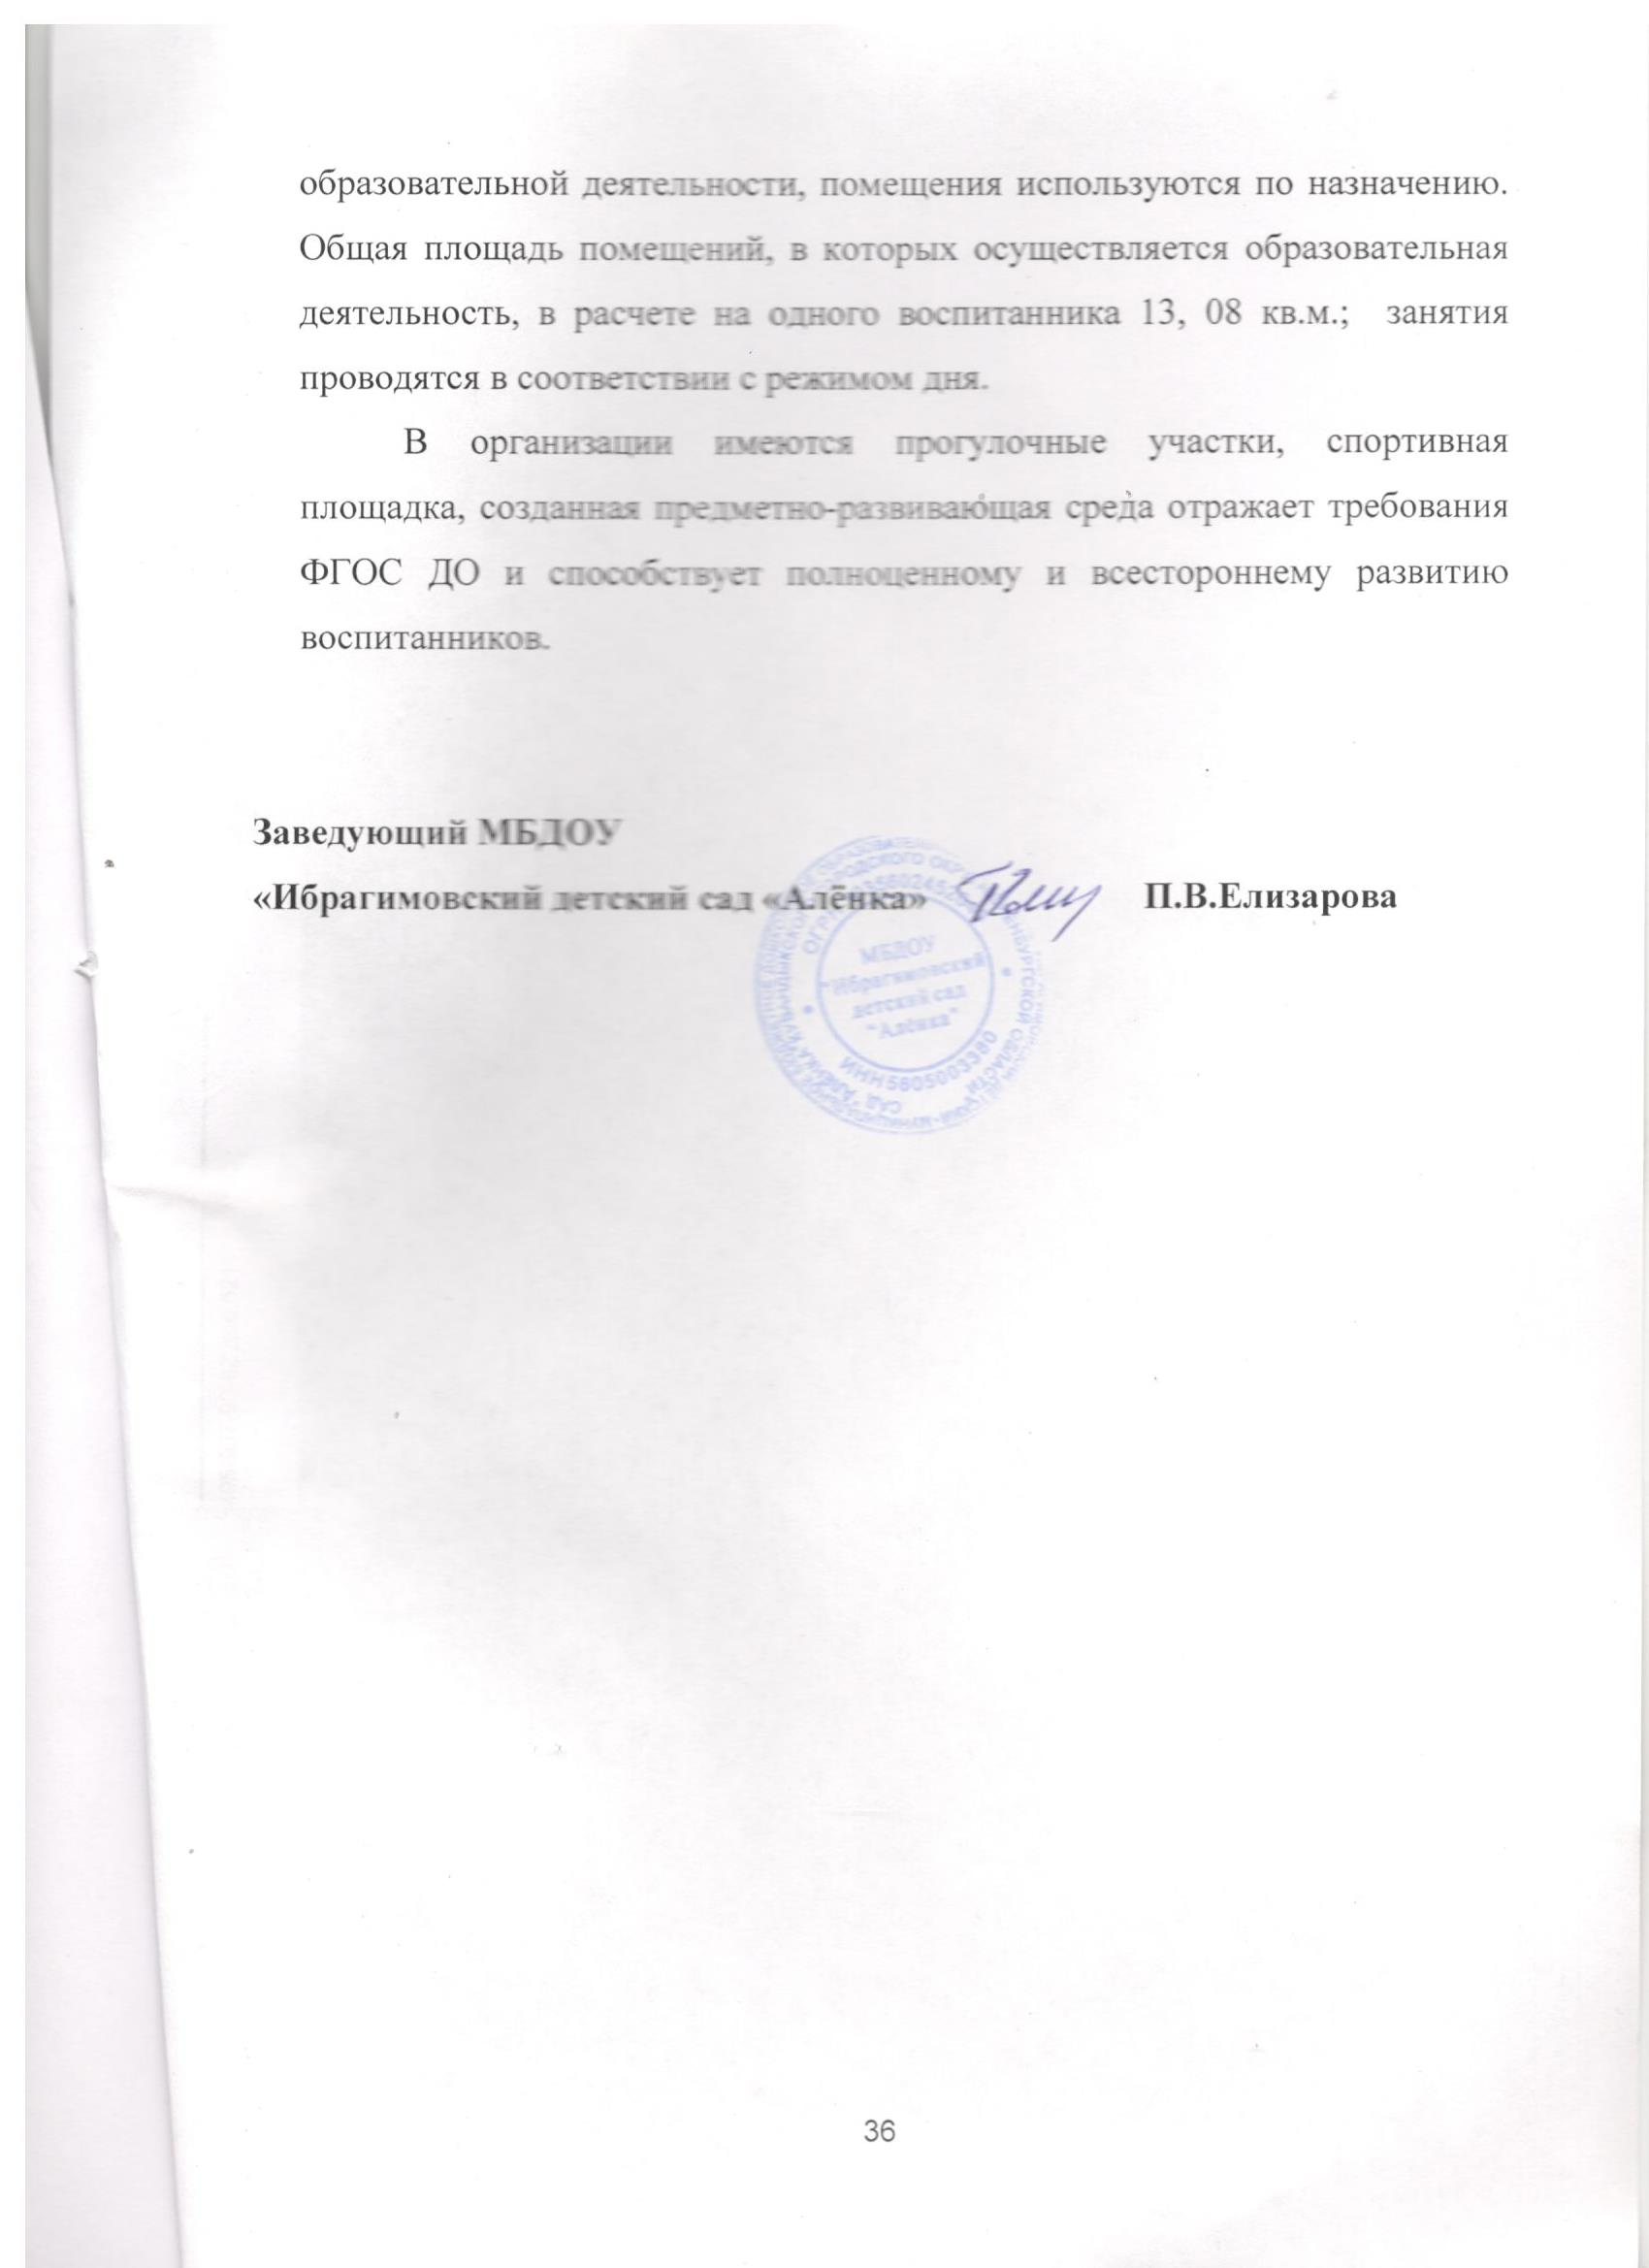 образовательной деятельности, помещения используются по назначению.
Общая площадь помещений, в которых осуществляется образовательная
деятельность, в расчете на одного воспитанника 13, 08 кв.м.; занятия
проводятся в соответствии с режимом дня.
В организации имеются прогулочные участки, спортивная
площадка, созданная предметно-развивающая среда отражает требования
ФГОС ДО и способствует полноценному и всестороннему развитию
воспитанников.
Заведующий МБДОУ
«Ибрагимовский детский сад «Алёнка» П.В.Елизарова
МБДОУ
"Ибрагимовский
детский сад
"Алёнка"
ИНН 5605003380
36